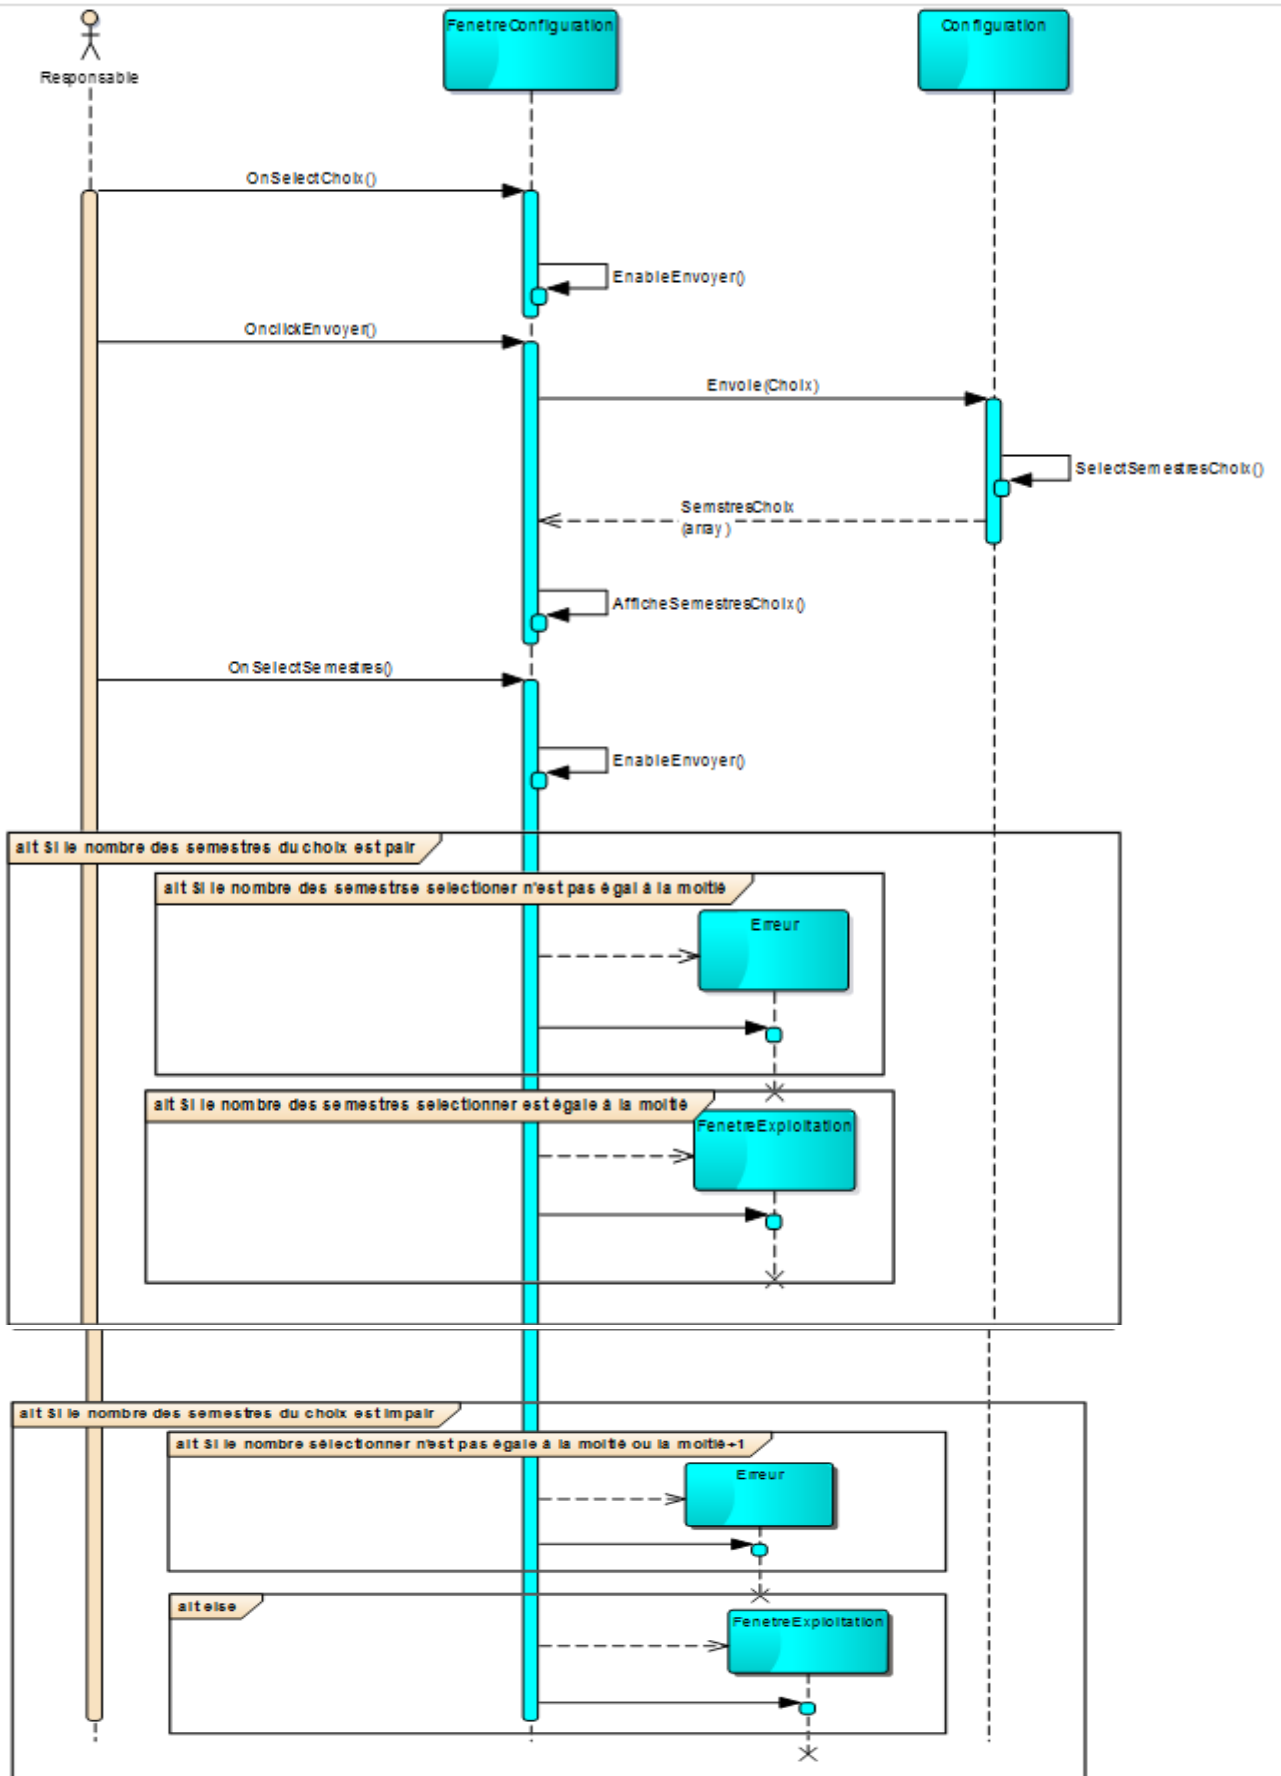 FenetreConfiguration
Configuration
Responsable
OnSelectChoix()
EnableEnvoyer()
OnclickEnvoyer()
Envoie(Choix)
SelectSemestresChoix()
SemstresChoix
(array)
AfficheSemestresChoix()
OnSelectSemestres()
EnableEnvoyer()
alt Si le nombre des semestres du choix est pair
alt Si le nombre des semestrse selectioner n'est pas égal à la moitié
Erreur
alt Si le nombre des semestres selectionner est égale à la moitié
FenetreExploitation
alt Si le nombre des semestres du choix est impair
alt Si le nombre sélectionner n'est pas égale à la moitié ou la moitié+1
Erreur
alt else
FenetreExploitation